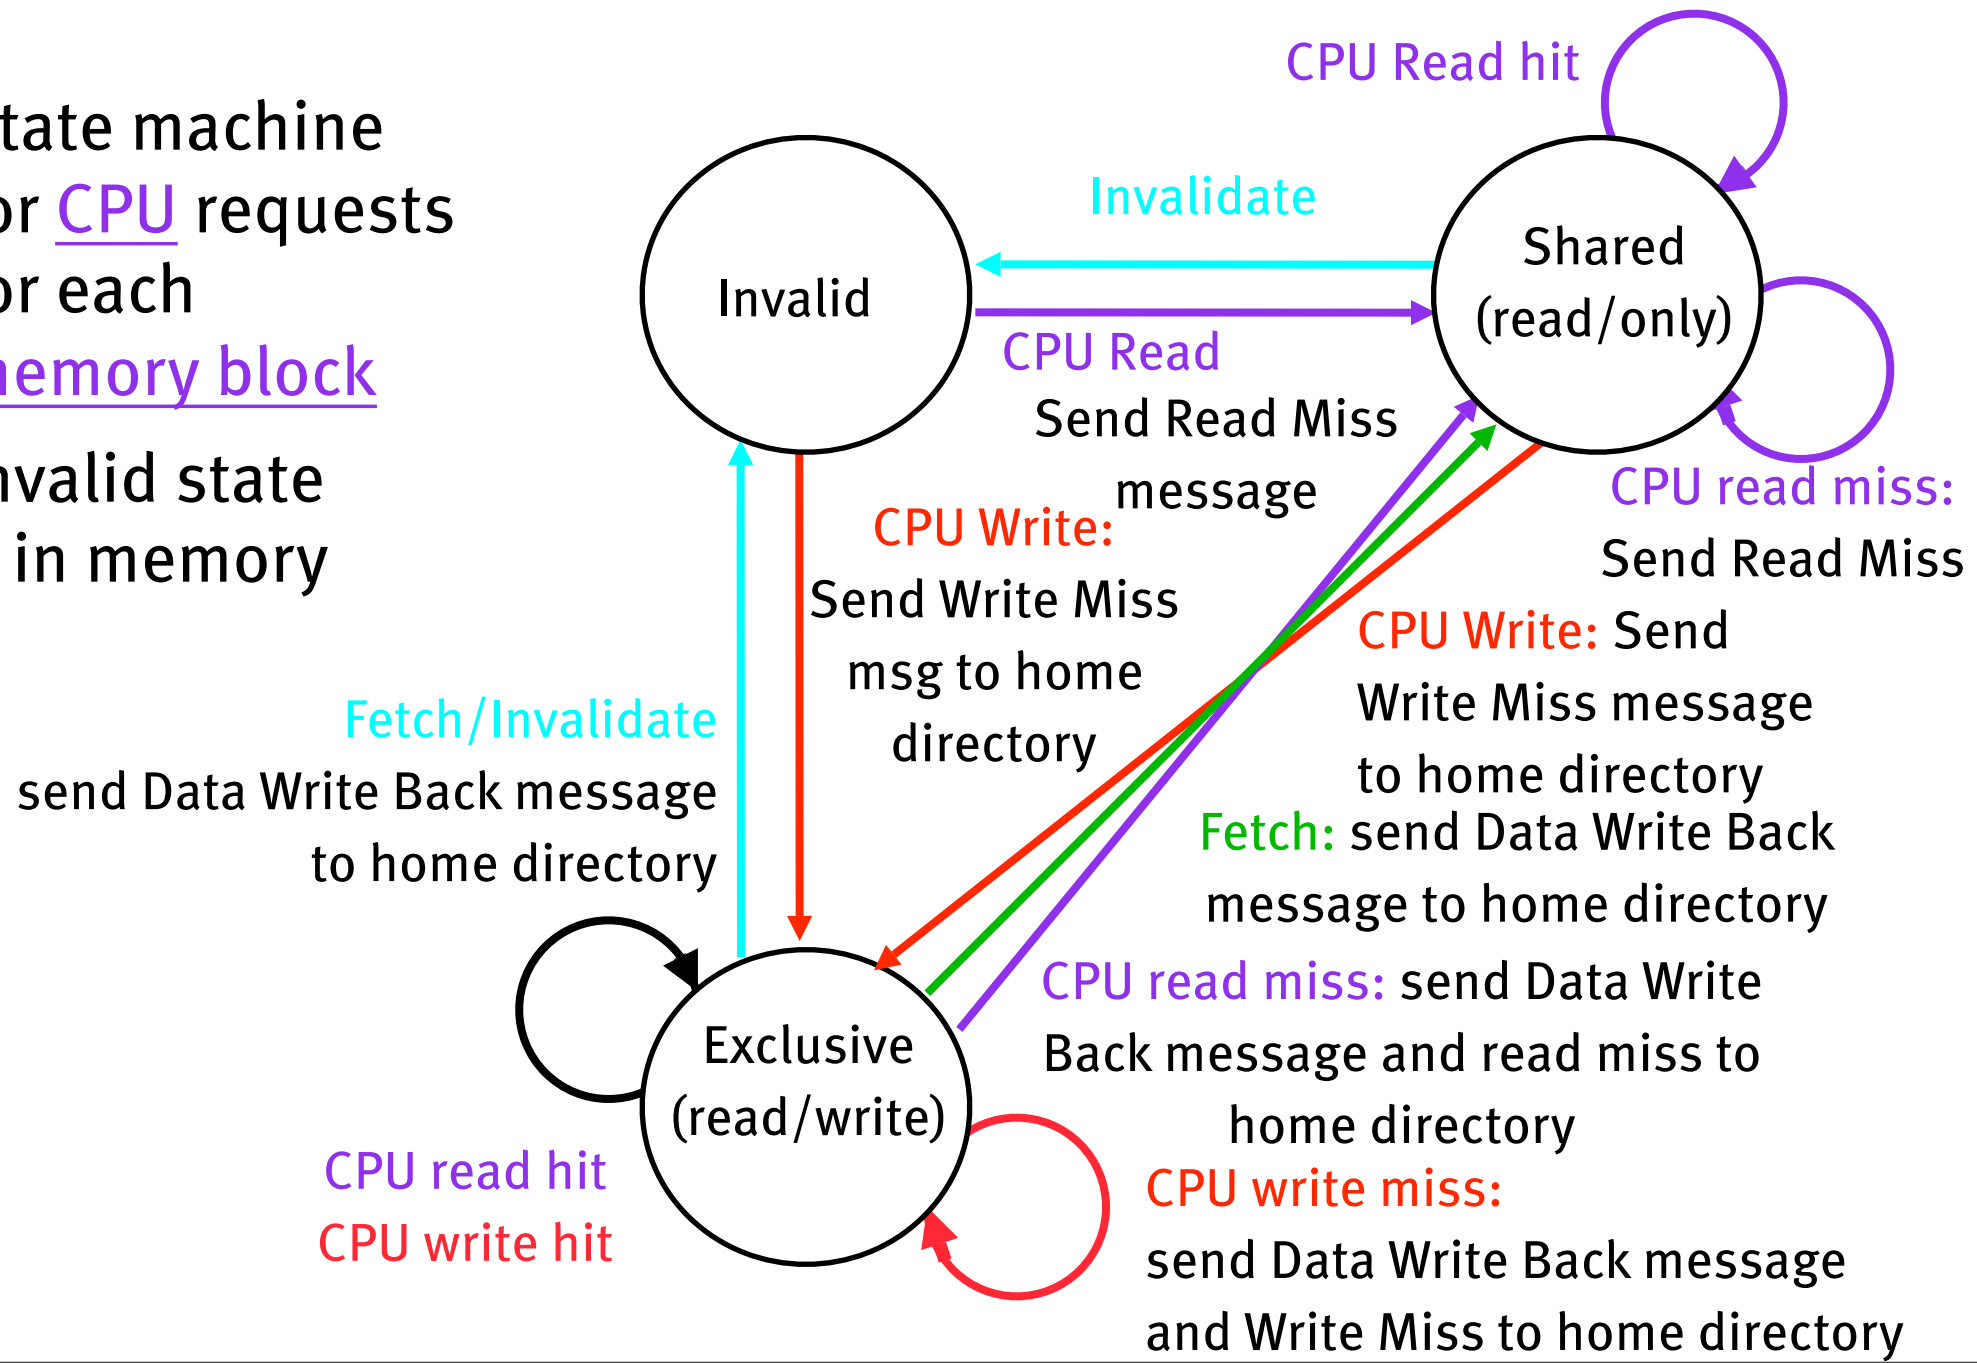 tate machine
or CPU requests
or each
nemory block
nvalid state
in memory
CPU Read hit
Invalidate
Invalid
Shared
(read/only)
CPU Read
Send Read Miss
message
CPU read miss:
Send Read Miss
CPU Write:
Send Write Miss
msg to home
directory
CPU Write: Send
Write Miss message
to home directory
Fetch/Invalidate
send Data Write Back message
to home directory
Fetch: send Data Write Back
message to home directory
CPU read miss: send Data Write
Back message and read miss to
home directory
Exclusive
(read/write)
CPU read hit
CPU write hit
CPU write miss:
send Data Write Back message
and Write Miss to home directory